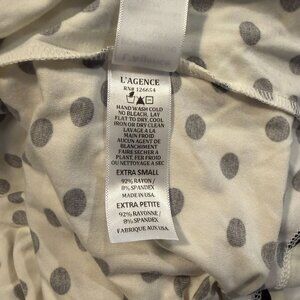 L'AGENCE
RN# 126654
HAND WASH COLD
NO BLEACH, LAY
FLAT TO DRY, COOL
IRON OR DRY CLEAN
LAVAGE A LA
MAIN FROID
AUCUN AGENT DE
BLANCHIMENT
FAIRE SÉCHER A
PLANT, FER FROID
OU NETTOYAGE A SEC
EXTRA SMALL
92% RAYON /
8% SPANDEX
MADE IN USA.
EXTRA PETITE
92% RAYONNE /
8% SPANDEX
FABRIQUE AUX USA.